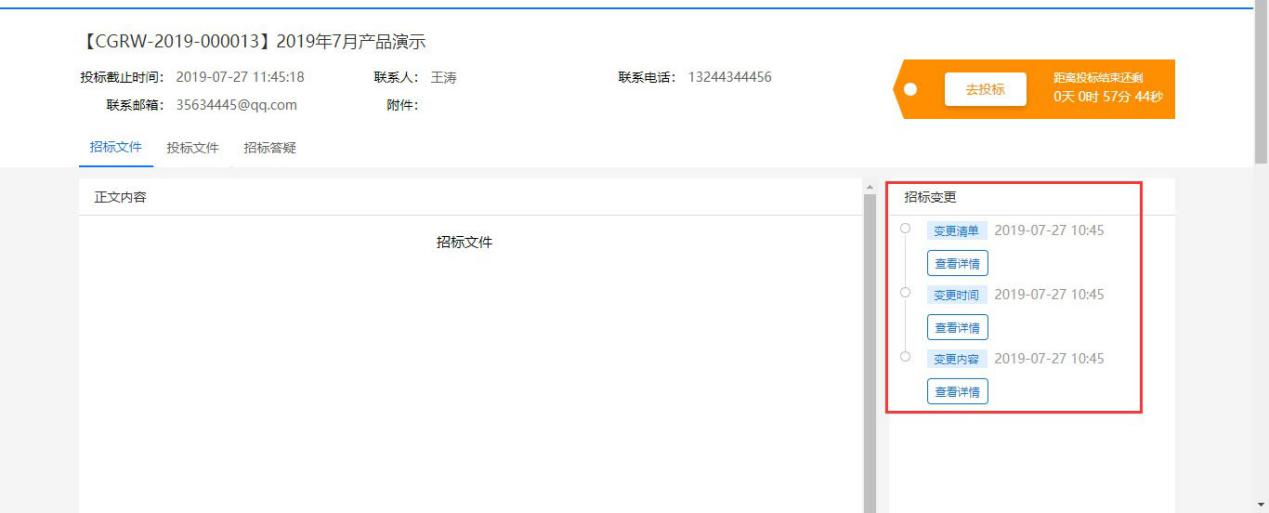 【CGRW-2019-000013】2019年7月产品演示
投标截止时间： 2019-07-27 11:45:18 联系人： 王涛 联系电话： 13244344456
联系邮箱： 35634445@qq.com 附件：
去投标
距离投标结束还剩
0天 0时 57分 44秒
招标文件 投标文件 招标答疑
正文内容
招标文件
招标变更
变更清单 2019-07-27 10:45
查看详情
变更时间 2019-07-27 10:45
查看详情
变更内容 2019-07-27 10:45
查看详情